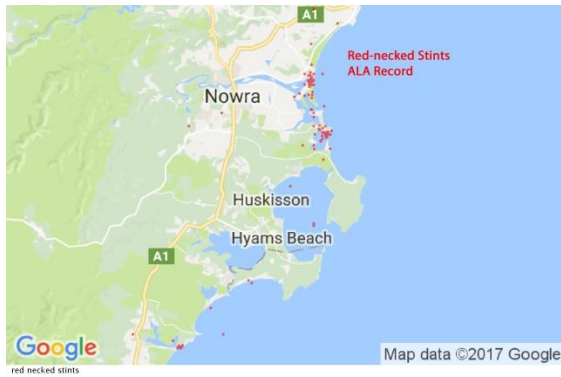 A1
Red-necked Stints
ALA Record
Nowra
Huskisson
Hyams Beach
A1
Google
Map data ©2017 Google
red necked stints